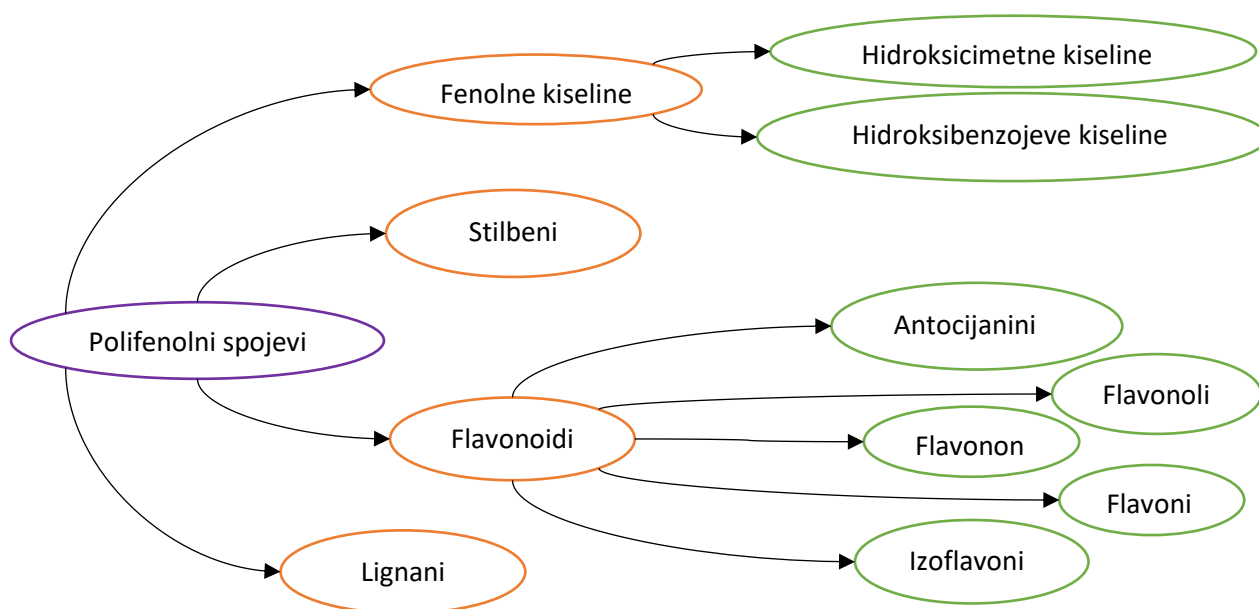 Hidroksicimetne kiseline
Fenolne kiseline
Hidroksibenzojeve kiseline
Stilbeni
Antocijanini
Polifenolni spojevi
Flavonoli
Flavonoidi
Flavonon
Flavoni
Izoflavoni
Lignani